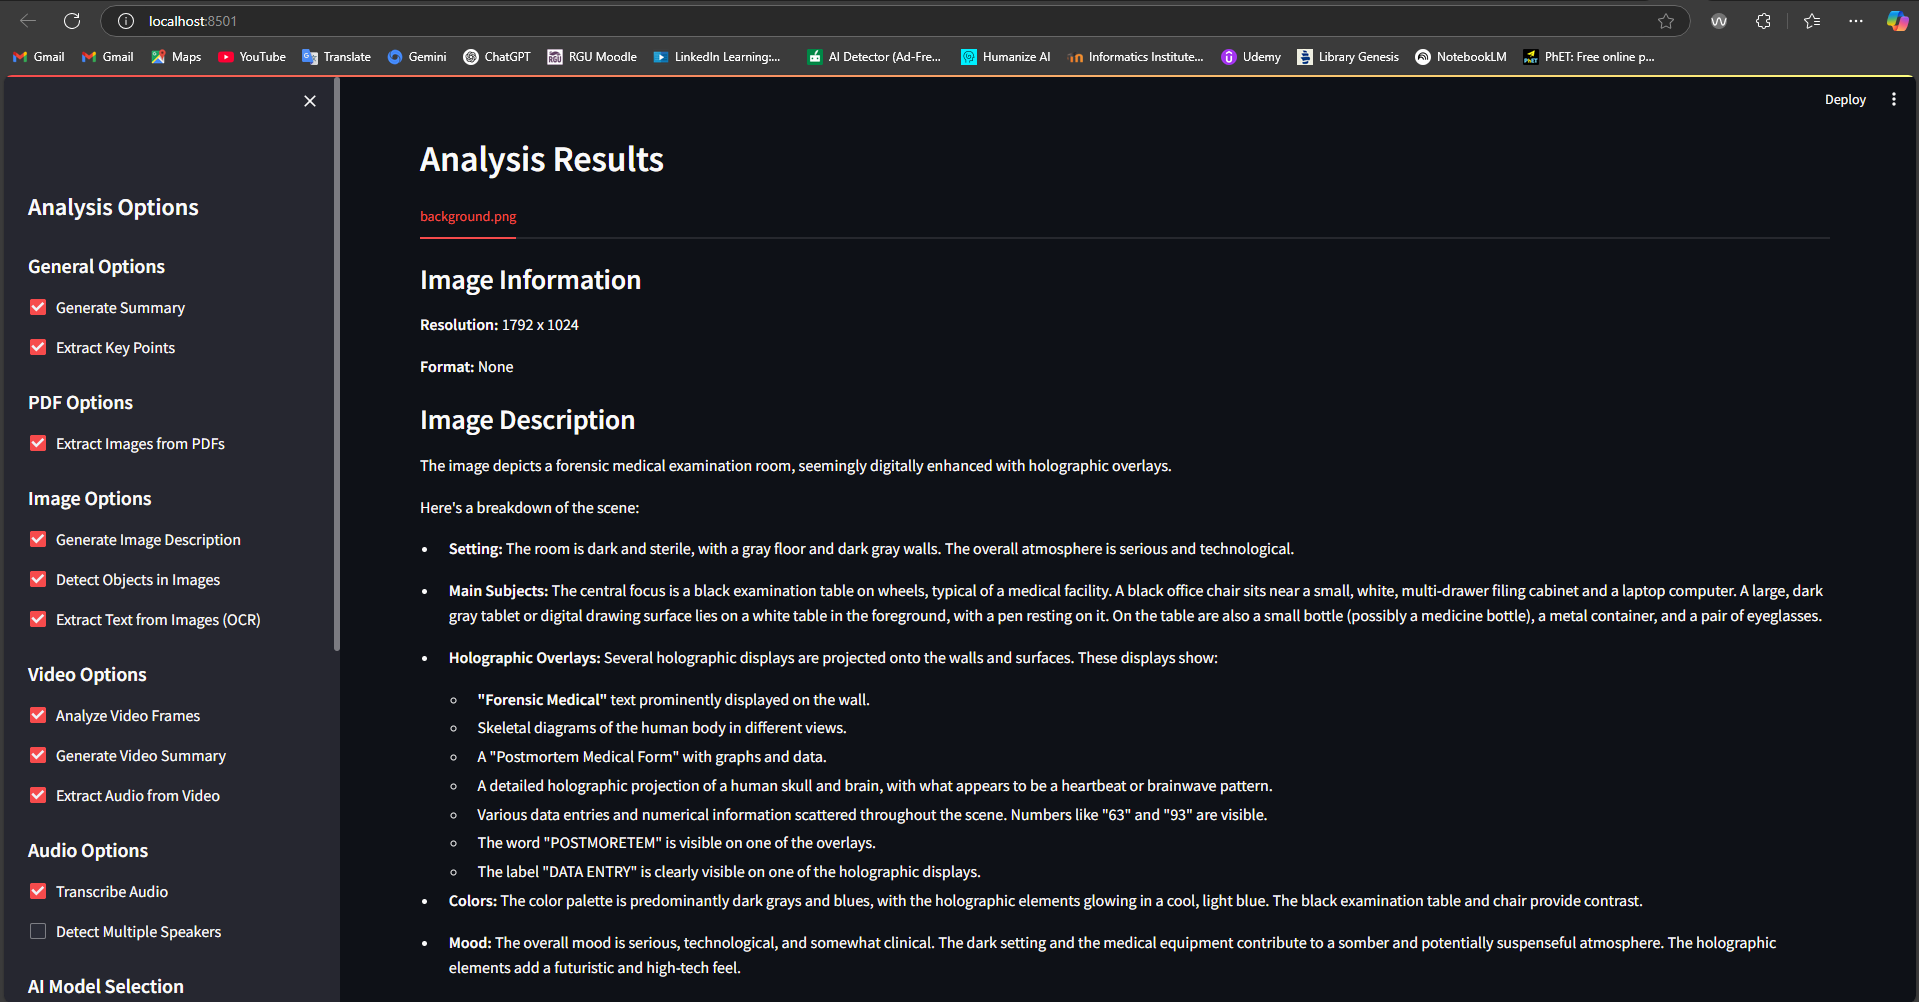 localhost:8501
Gmail
Gmail
Maps
YouTube
Translate
Gemini
ChatGPT
RGU Moodle
LinkedIn Learning:...
AI Detector (Ad-Fre...
Humanize AI
Informatics Institute...
Udemy
Library Genesis
NotebookLM
PhET: Free online p...
Deploy
Analysis Options
General Options
Generate Summary
Extract Key Points
PDF Options
Extract Images from PDFs
Image Options
Generate Image Description
Detect Objects in Images
Extract Text from Images (OCR)
Video Options
Analyze Video Frames
Generate Video Summary
Extract Audio from Video
Audio Options
Transcribe Audio
Detect Multiple Speakers
AI Model Selection
Analysis Results
background.png
Image Information
Resolution: 1792 x 1024
Format: None
Image Description
The image depicts a forensic medical examination room, seemingly digitally enhanced with holographic overlays.
Here's a breakdown of the scene:
• Setting: The room is dark and sterile, with a gray floor and dark gray walls. The overall atmosphere is serious and technological.
• Main Subjects: The central focus is a black examination table on wheels, typical of a medical facility. A black office chair sits near a small, white, multi-drawer filing cabinet and a laptop computer. A large, dark
gray tablet or digital drawing surface lies on a white table in the foreground, with a pen resting on it. On the table are also a small bottle (possibly a medicine bottle), a metal container, and a pair of eyeglasses.
• Holographic Overlays: Several holographic displays are projected onto the walls and surfaces. These displays show:
◦ "Forensic Medical" text prominently displayed on the wall.
◦ Skeletal diagrams of the human body in different views.
◦ A "Postmortem Medical Form" with graphs and data.
◦ A detailed holographic projection of a human skull and brain, with what appears to be a heartbeat or brainwave pattern.
◦ Various data entries and numerical information scattered throughout the scene. Numbers like "63" and "93" are visible.
◦ The word "POSTMORETEM" is visible on one of the overlays.
◦ The label "DATA ENTRY" is clearly visible on one of the holographic displays.
• Colors: The color palette is predominantly dark grays and blues, with the holographic elements glowing in a cool, light blue. The black examination table and chair provide contrast.
• Mood: The overall mood is serious, technological, and somewhat clinical. The dark setting and the medical equipment contribute to a somber and potentially suspenseful atmosphere. The holographic
elements add a futuristic and high-tech feel.